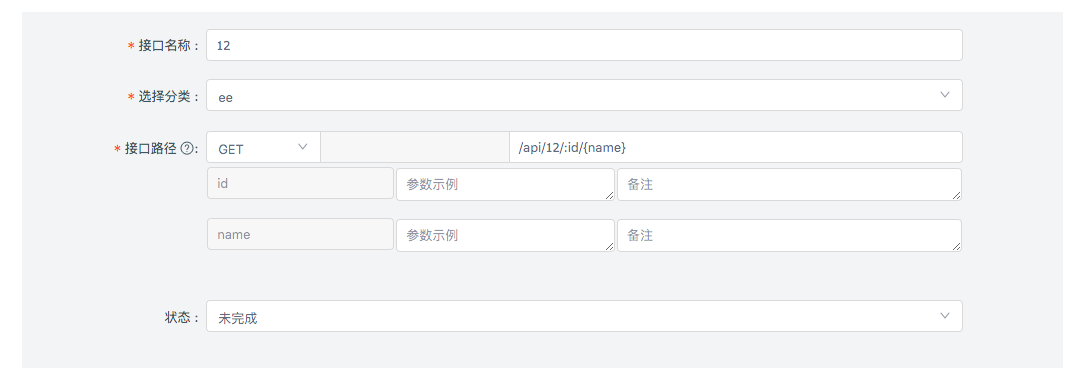 * 接口名称 : 12
* 选择分类 : ee
* 接口路径 ? : GET /api/12/:id/{name}
id 参数示例 备注
name 参数示例 备注
状态 : 未完成